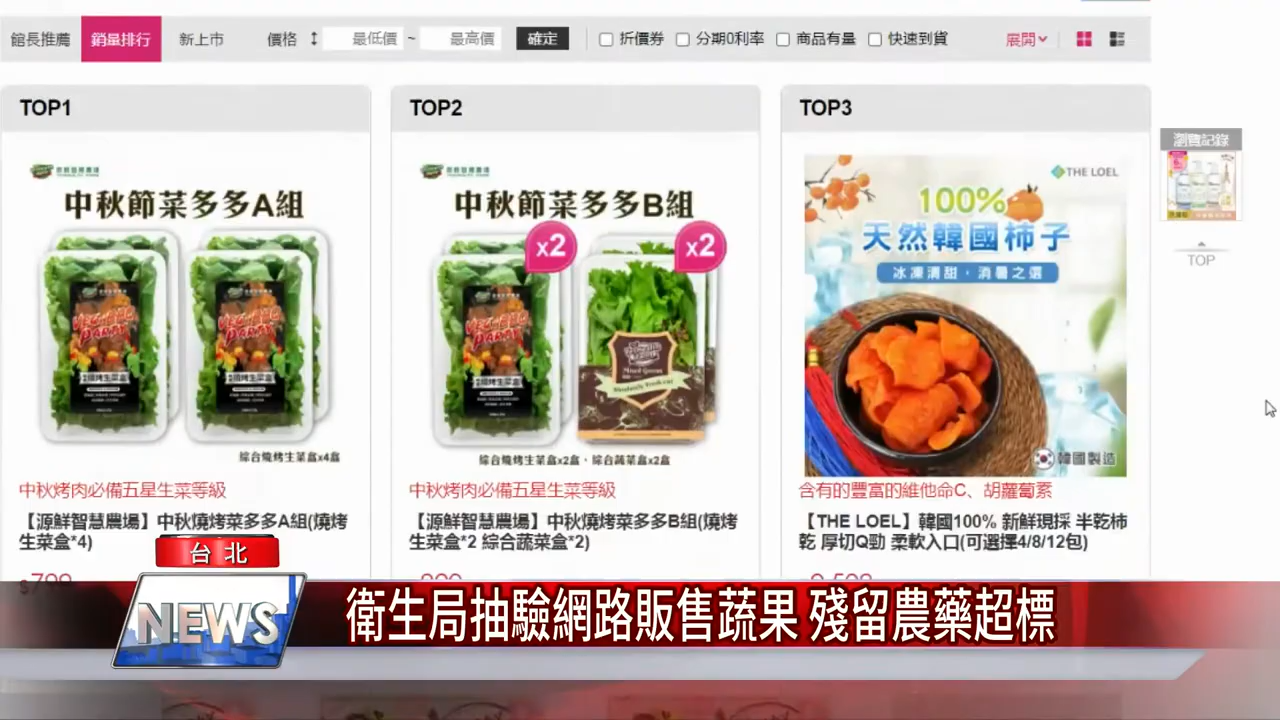 館長推薦 銷量排行 新上市 價格 最低價 ~ 最高價 確定 折價券 分期0利率 商品有量 快速到貨 展開
TOP1
TOP2
TOP3
瀏覽記錄
TOP
中秋節菜多多A組
綜合燒烤生菜盒x4盒
中秋烤肉必備五星生菜等級
【源鮮智慧農場】中秋燒烤菜多多A組(燒烤
生菜盒*4)
中秋節菜多多B組
x2
x2
綜合燒烤生菜盒x2盒、綜合蔬菜盒x2盒
中秋烤肉必備五星生菜等級
【源鮮智慧農場】中秋燒烤菜多多B組(燒烤
生菜盒*2 綜合蔬菜盒*2)
THE LOEL
100%
天然韓國柿子
冰凍清甜，消暑之選
韓國製造
含有的豐富的維他命C、胡蘿蔔素
【THE LOEL】韓國100% 新鮮現採 半乾柿
乾 厚切Q勁 柔軟入口(可選擇4/8/12包)
台北
NEWS
衛生局抽驗網路販售蔬果 殘留農藥超標